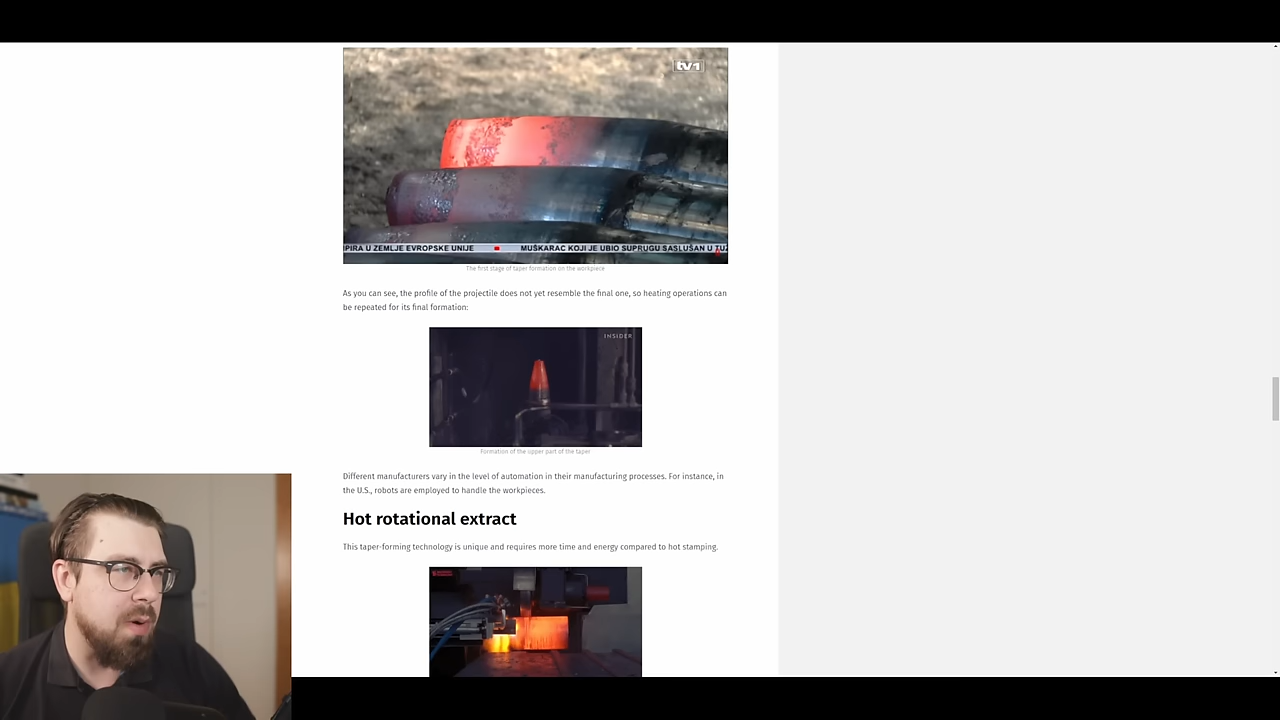 tv1
PIRA U ZEMLJE EVROPSKE UNIJE MUŠKARAC KOJI JE UBIO SUPRUGU SASLUŠAN U TUŽ
The first stage of taper formation on the workpiece
As you can see, the profile of the projectile does not yet resemble the final one, so heating operations can
be repeated for its final formation:
INSIDER
Formation of the upper part of the taper
Different manufacturers vary in the level of automation in their manufacturing processes. For instance, in
the U.S., robots are employed to handle the workpieces.
Hot rotational extract
This taper-forming technology is unique and requires more time and energy compared to hot stamping.